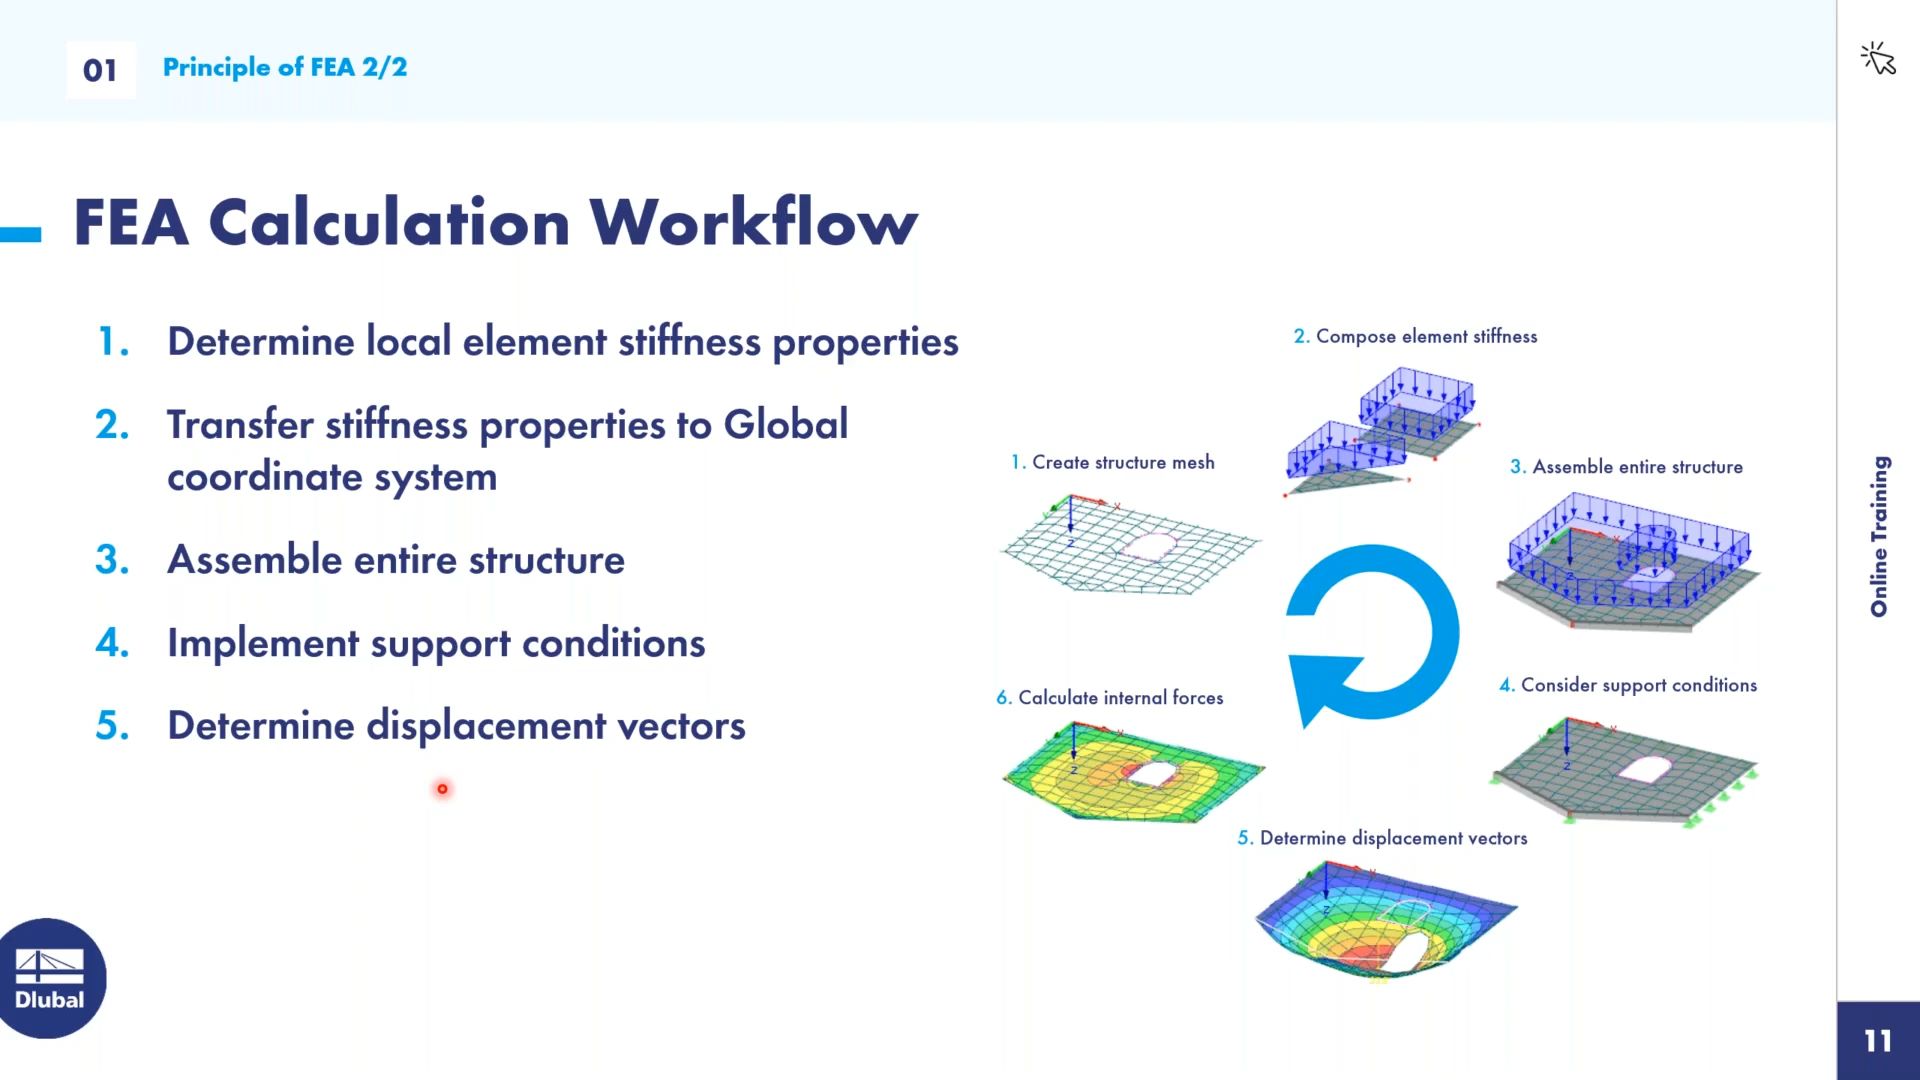 01
Principle of FEA 2/2
FEA Calculation Workflow
1. Determine local element stiffness properties
2. Transfer stiffness properties to Global
coordinate system
3. Assemble entire structure
4. Implement support conditions
5. Determine displacement vectors
2. Compose element stiffness
1. Create structure mesh
3. Assemble entire structure
6. Calculate internal forces
4. Consider support conditions
5. Determine displacement vectors
Online Training
Dlubal
11